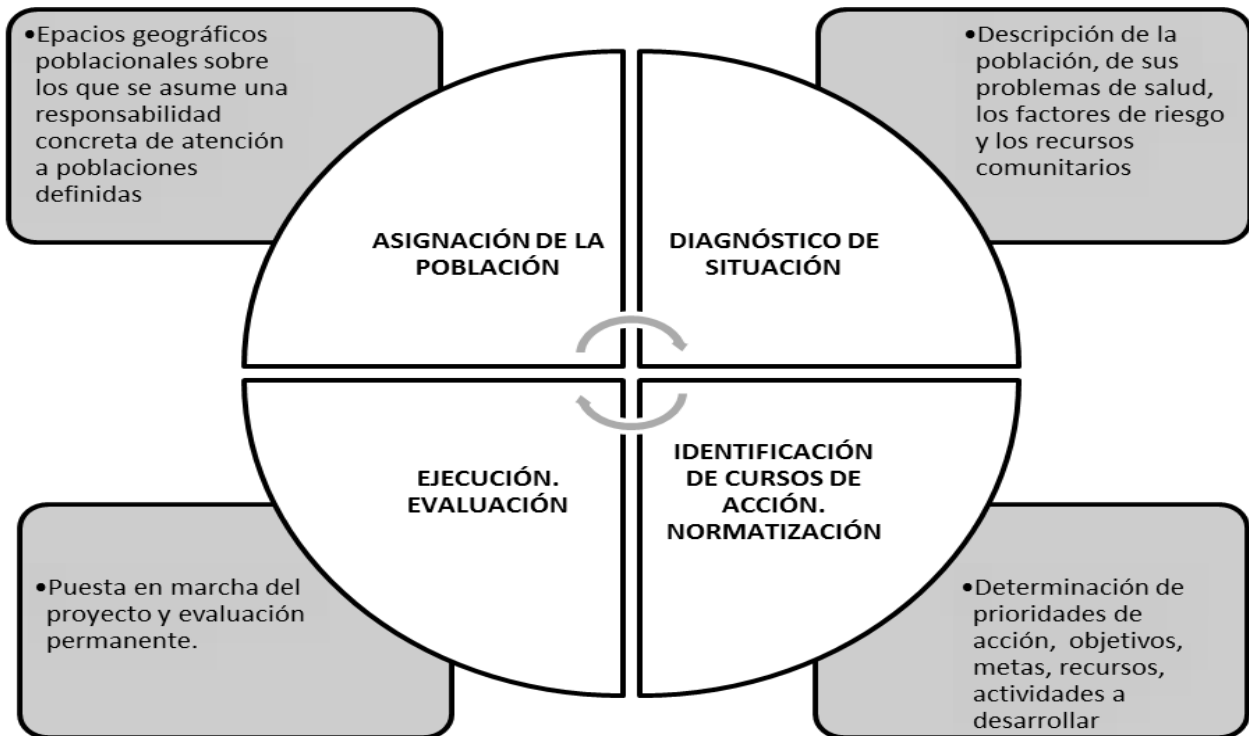 •Epacios geográficos
poblacionales sobre
los que se asume una
responsabilidad
concreta de atención
a poblaciones
definidas
•Descripción de la
población, de sus
problemas de salud,
los factores de riesgo
y los recursos
comunitarios
ASIGNACIÓN DE LA
POBLACIÓN
DIAGNÓSTICO DE
SITUACIÓN
EJECUCIÓN.
EVALUACIÓN
IDENTIFICACIÓN
DE CURSOS DE
ACCIÓN.
NORMATIZACIÓN
•Puesta en marcha del
proyecto y evaluación
permanente.
•Determinación de
prioridades de
acción, objetivos,
metas, recursos,
actividades a
desarrollar